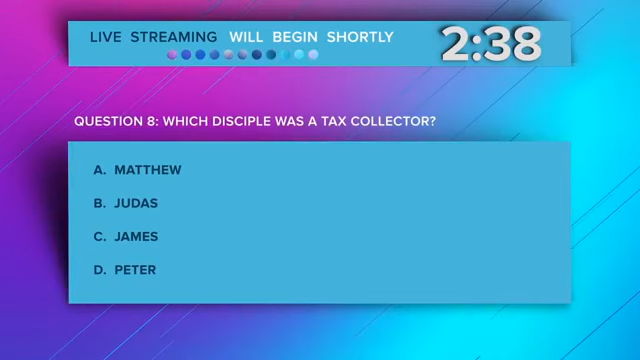 LIVE STREAMING WILL BEGIN SHORTLY 2:38
QUESTION 8: WHICH DISCIPLE WAS A TAX COLLECTOR?
A. MATTHEW
B. JUDAS
C. JAMES
D. PETER